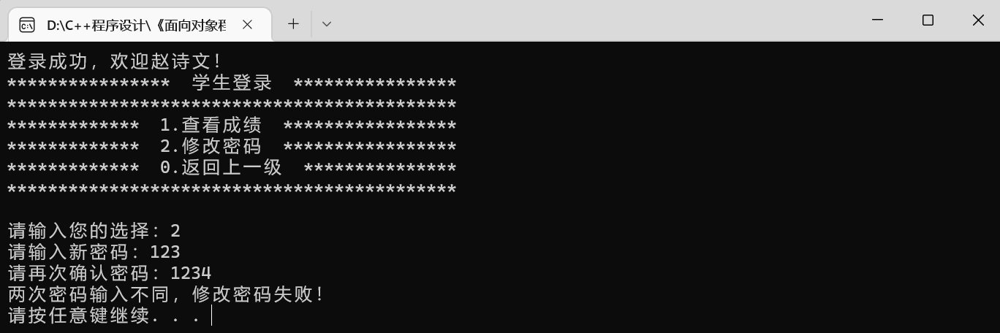 D:\C++程序设计\《面向对象程
登录成功，欢迎赵诗文！
****************  学生登录  ****************
********************************************
*************  1.查看成绩  *****************
*************  2.修改密码  *****************
*************  0.返回上一级  ***************
********************************************
请输入您的选择：2
请输入新密码：123
请再次确认密码：1234
两次密码输入不同，修改密码失败！
请按任意键继续. . .